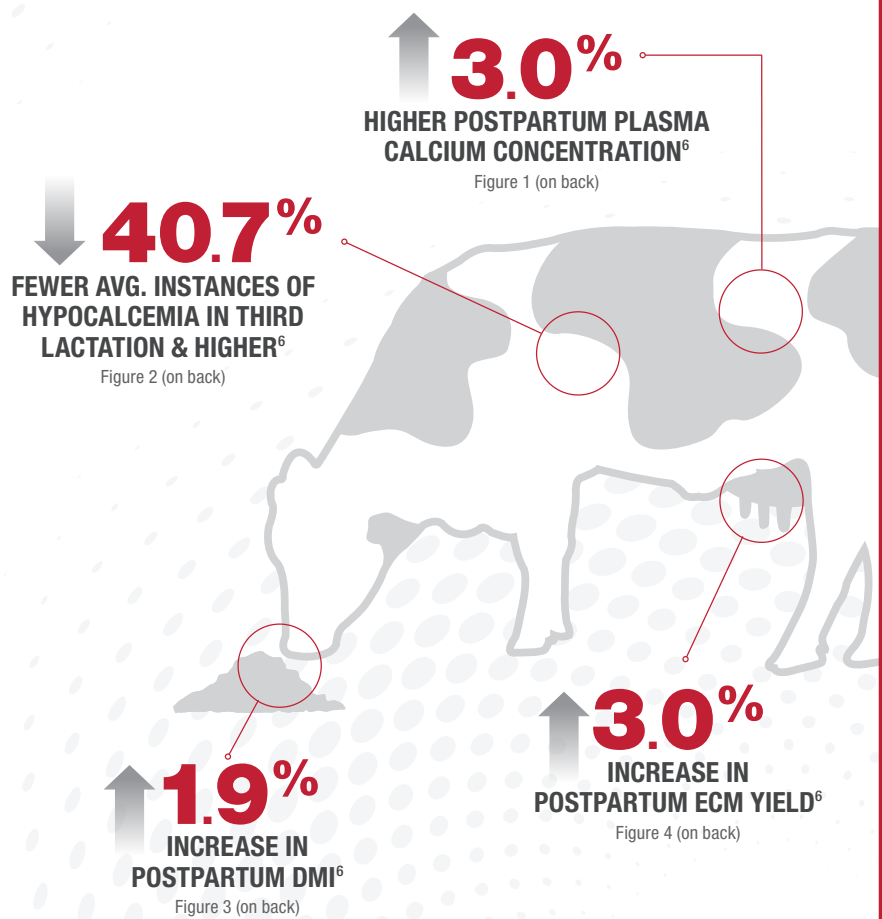 3.0%
HIGHER POSTPARTUM PLASMA
CALCIUM CONCENTRATION⁶
Figure 1 (on back)
40.7%
FEWER AVG. INSTANCES OF
HYPOCALCEMIA IN THIRD
LACTATION & HIGHER⁶
Figure 2 (on back)
1.9%
INCREASE IN
POSTPARTUM DMI⁶
Figure 3 (on back)
3.0%
INCREASE IN
POSTPARTUM ECM YIELD⁶
Figure 4 (on back)